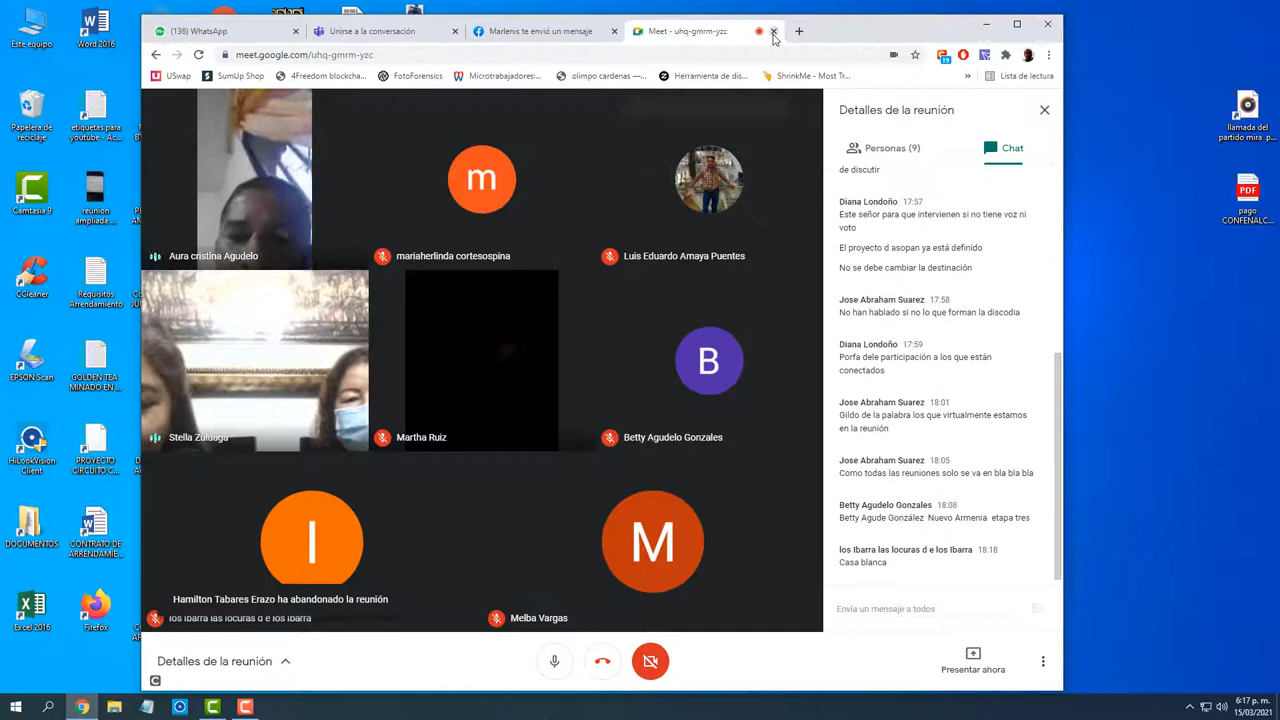 Este equipo
Word 2016
(136) WhatsApp
Unirse a la conversación
Marlenis te envió un mensaje
Meet - uhq-gmrm-yzc
meet.google.com/uhq-gmrm-yzc
19
USwap
SumUp Shop
4Freedom blockcha...
FotoForensics
Microtrabajadores:...
olimpo cardenas —...
Herramienta de dis...
ShrinkMe - Most Tr...
»
Lista de lectura
Papelera de
reciclaje
etiquetas para
youtube - Ac...
Camtasia 9
reunion
ampliada ...
CCleaner
Requisitos
Arrendamiento
EPSON Scan
GOLDEN TEA
MINADO EN ...
HiLookVision
Client
PROYECTO
CIRCUITO C...
DOCUMENTOS
CONTRATO DE
ARRENDAMIE...
Excel 2016
Firefox
m
Aura cristina Agudelo
mariaherlinda cortesospina
Luis Eduardo Amaya Puentes
B
Stella Zuluaga
Martha Ruiz
Betty Agudelo Gonzales
I
M
Hamilton Tabares Erazo ha abandonado la reunión
los Ibarra las locuras d e los Ibarra
Melba Vargas
Detalles de la reunión
Personas (9)
Chat
de discutir
Diana Londoño 17:57
Este señor para que intervienen si no tiene voz ni
voto
El proyecto d asopan ya está definido
No se debe cambiar la destinación
Jose Abraham Suarez 17:58
No han hablado si no lo que forman la discodia
Diana Londoño 17:59
Porfa dele participación a los que están
conectados
Jose Abraham Suarez 18:01
Gildo de la palabra los que virtualmente estamos
en la reunión
Jose Abraham Suarez 18:05
Como todas las reuniones solo se va en bla bla bla
Betty Agudelo Gonzales 18:08
Betty Agude González Nuevo Armenia etapa tres
los Ibarra las locuras d e los Ibarra 18:18
Casa blanca
Envía un mensaje a todos
Detalles de la reunión
Presentar ahora
llamada del
partido mira_p...
PDF
pago
CONFENALC...
6:17 p. m.
15/03/2021